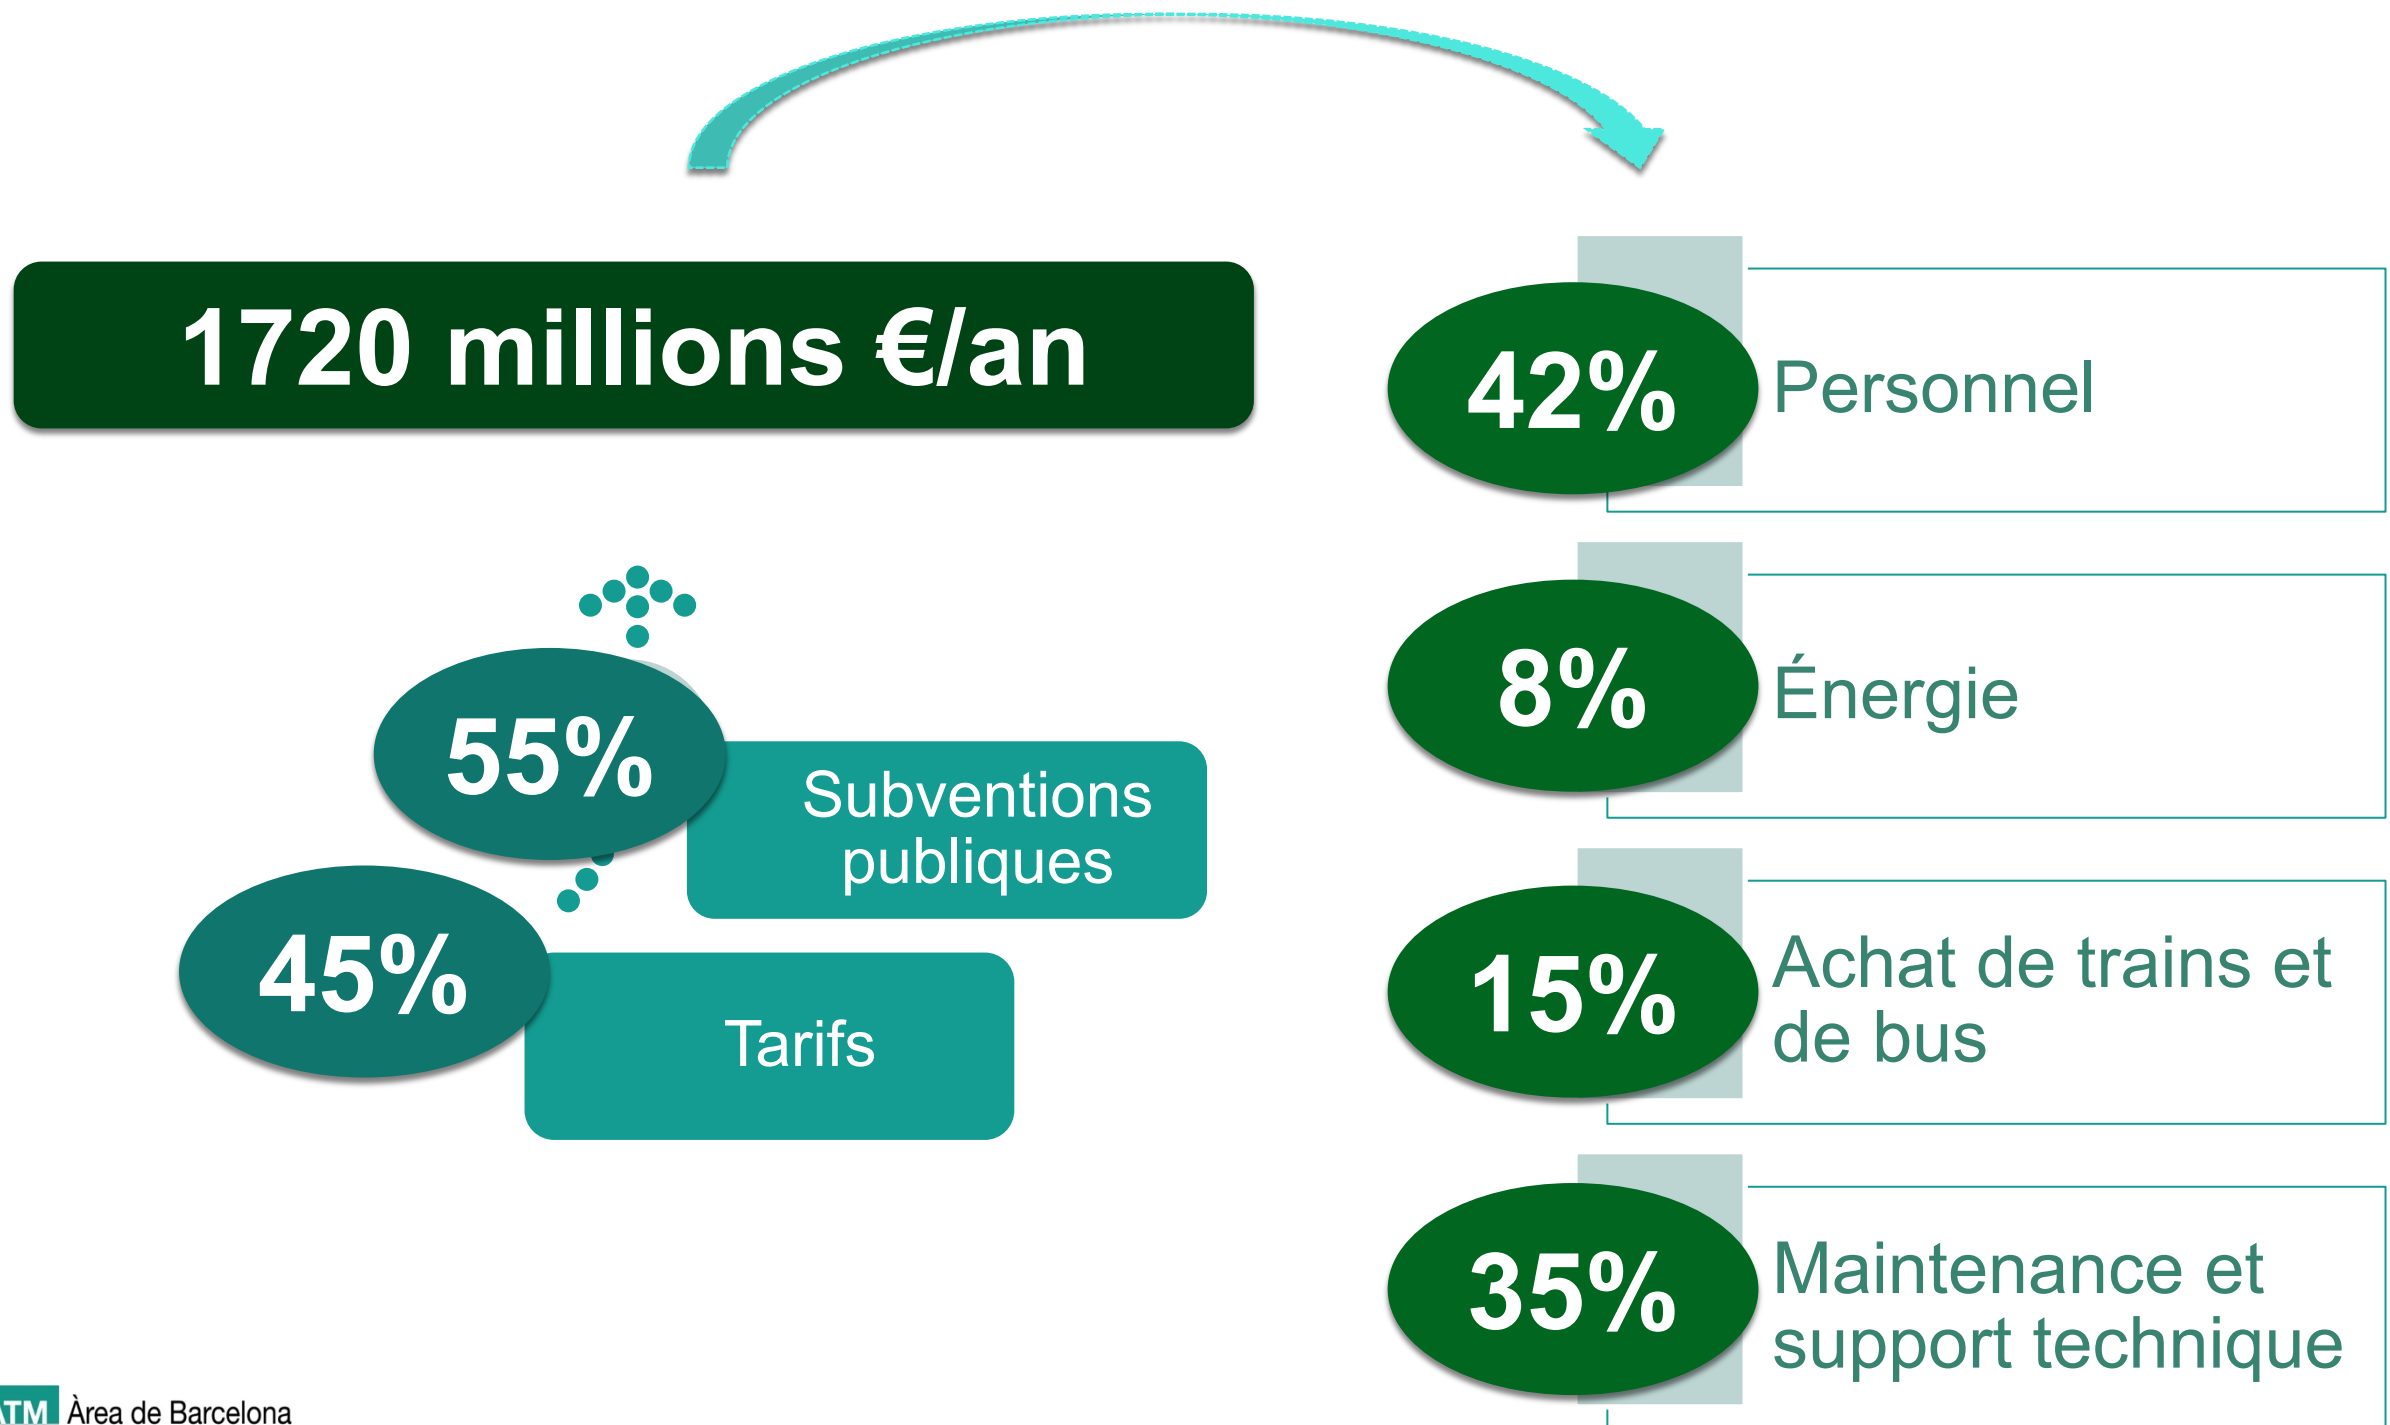 1720 millions €/an
55%
Subventions
publiques
45%
Tarifs
42%
Personnel
8%
Énergie
15%
Achat de trains et
de bus
35%
Maintenance et
support technique
ATM Àrea de Barcelona